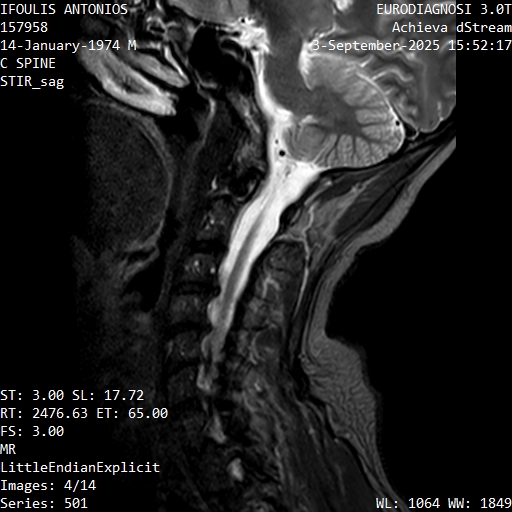 IFOULIS ANTONIOS
157958
14-January-1974 M
C SPINE
STIR_sag
EURODIAGNOSI 3.0T
Achieva dStream
3-September-2025 15:52:17
ST: 3.00 SL: 17.72
RT: 2476.63 ET: 65.00
FS: 3.00
MR
LittleEndianExplicit
Images: 4/14
Series: 501
WL: 1064 WW: 1849